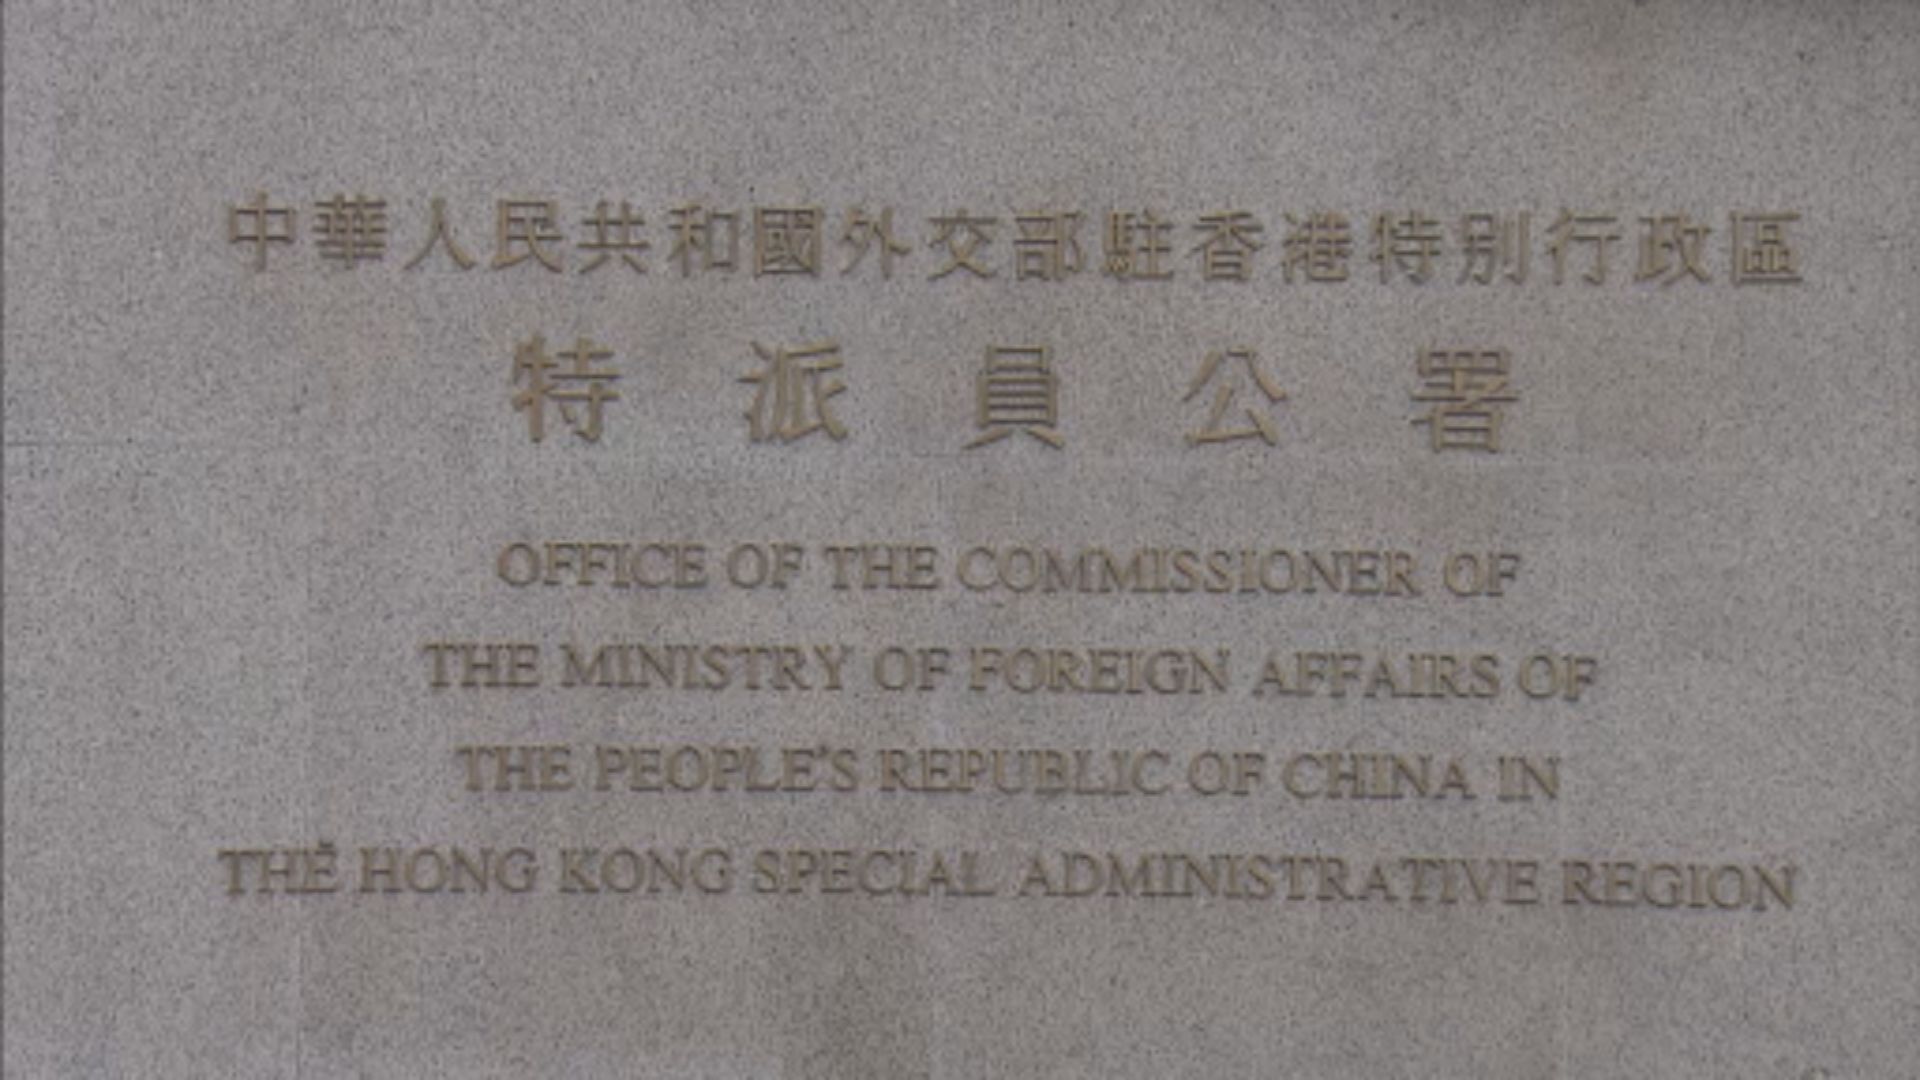 中華人民共和國外交部駐香港特別行政區
特派員公署
OFFICE OF THE COMMISSIONER OF
THE MINISTRY OF FOREIGN AFFAIRS OF
THE PEOPLE'S REPUBLIC OF CHINA IN
THE HONG KONG SPECIAL ADMINISTRATIVE REGION